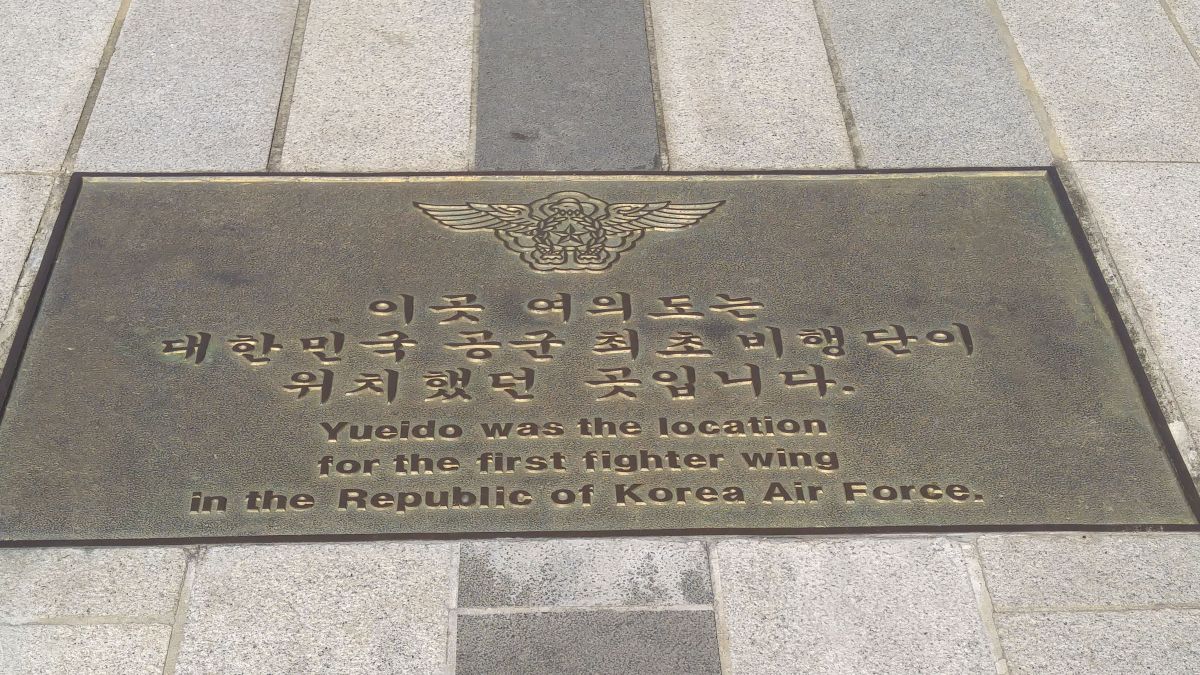 이곳 여의도는
대한민국 공군 최초 비행단이
위치했던 곳입니다.
Yueido was the location
for the first fighter wing
in the Republic of Korea Air Force.